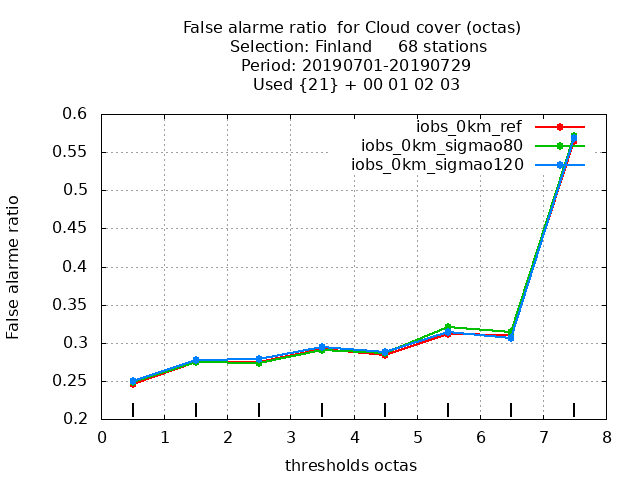 False alarme ratio  for Cloud cover (octas)
Selection: Finland     68 stations
Period: 20190701-20190729
Used {21} + 00 01 02 03
iobs_0km_ref
iobs_0km_sigmao80
iobs_0km_sigmao120
False alarme ratio
0.6
0.55
0.5
0.45
0.4
0.35
0.3
0.25
0.2
0 1 2 3 4 5 6 7 8
thresholds octas